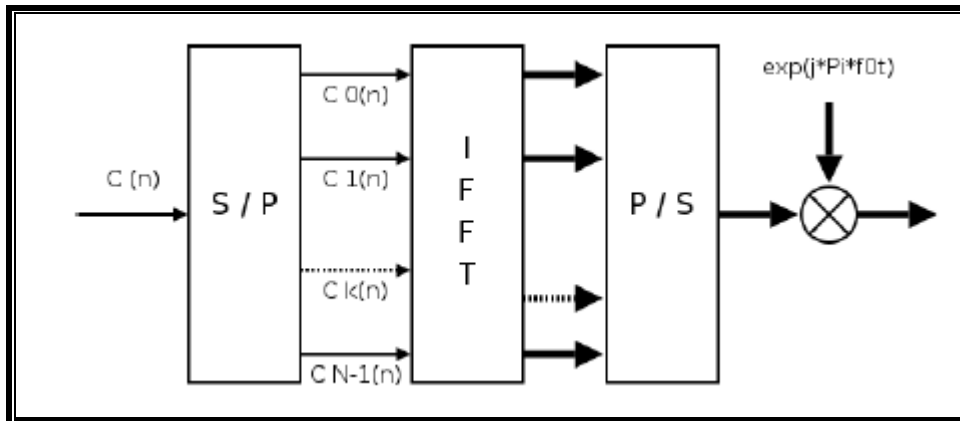 exp(j*Pi*f0t)
C 0(n)
C (n)
S / P
C 1(n)
C k(n)
C N-1(n)
I
F
F
T
P / S